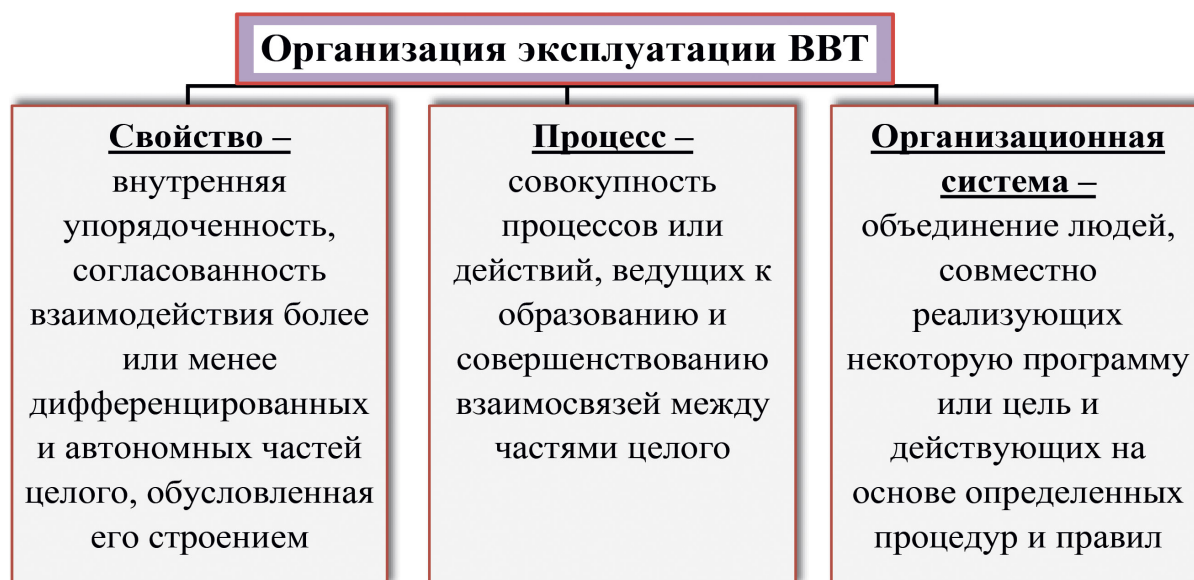 Организация эксплуатации ВВТ
Свойство –
внутренняя
упорядоченность,
согласованность
взаимодействия более
или менее
дифференцированных
и автономных частей
целого, обусловленная
его строением
Процесс –
совокупность
процессов или
действий, ведущих к
образованию и
совершенствованию
взаимосвязей между
частями целого
Организационная
система –
объединение людей,
совместно
реализующих
некоторую программу
или цель и
действующих на
основе определенных
процедур и правил